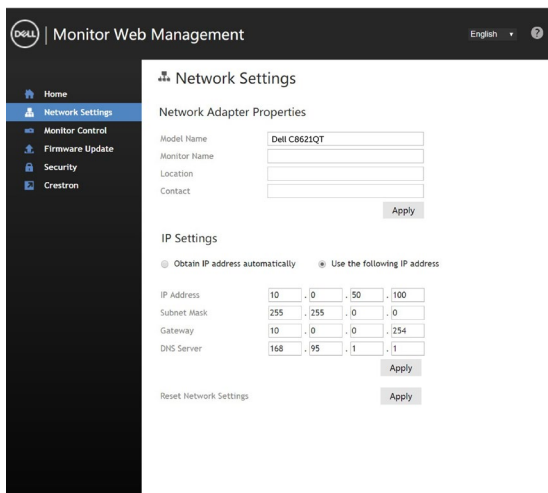 DELL | Monitor Web Management
English
?
Home
Network Settings
Monitor Control
Firmware Update
Security
Crestron
Network Settings
Network Adapter Properties
Model Name Dell C8621QT
Monitor Name
Location
Contact
Apply
IP Settings
Obtain IP address automatically Use the following IP address
IP Address 10 . 0 . 50 . 100
Subnet Mask 255 . 255 . 0 . 0
Gateway 10 . 0 . 0 . 254
DNS Server 168 . 95 . 1 . 1
Apply
Reset Network Settings Apply